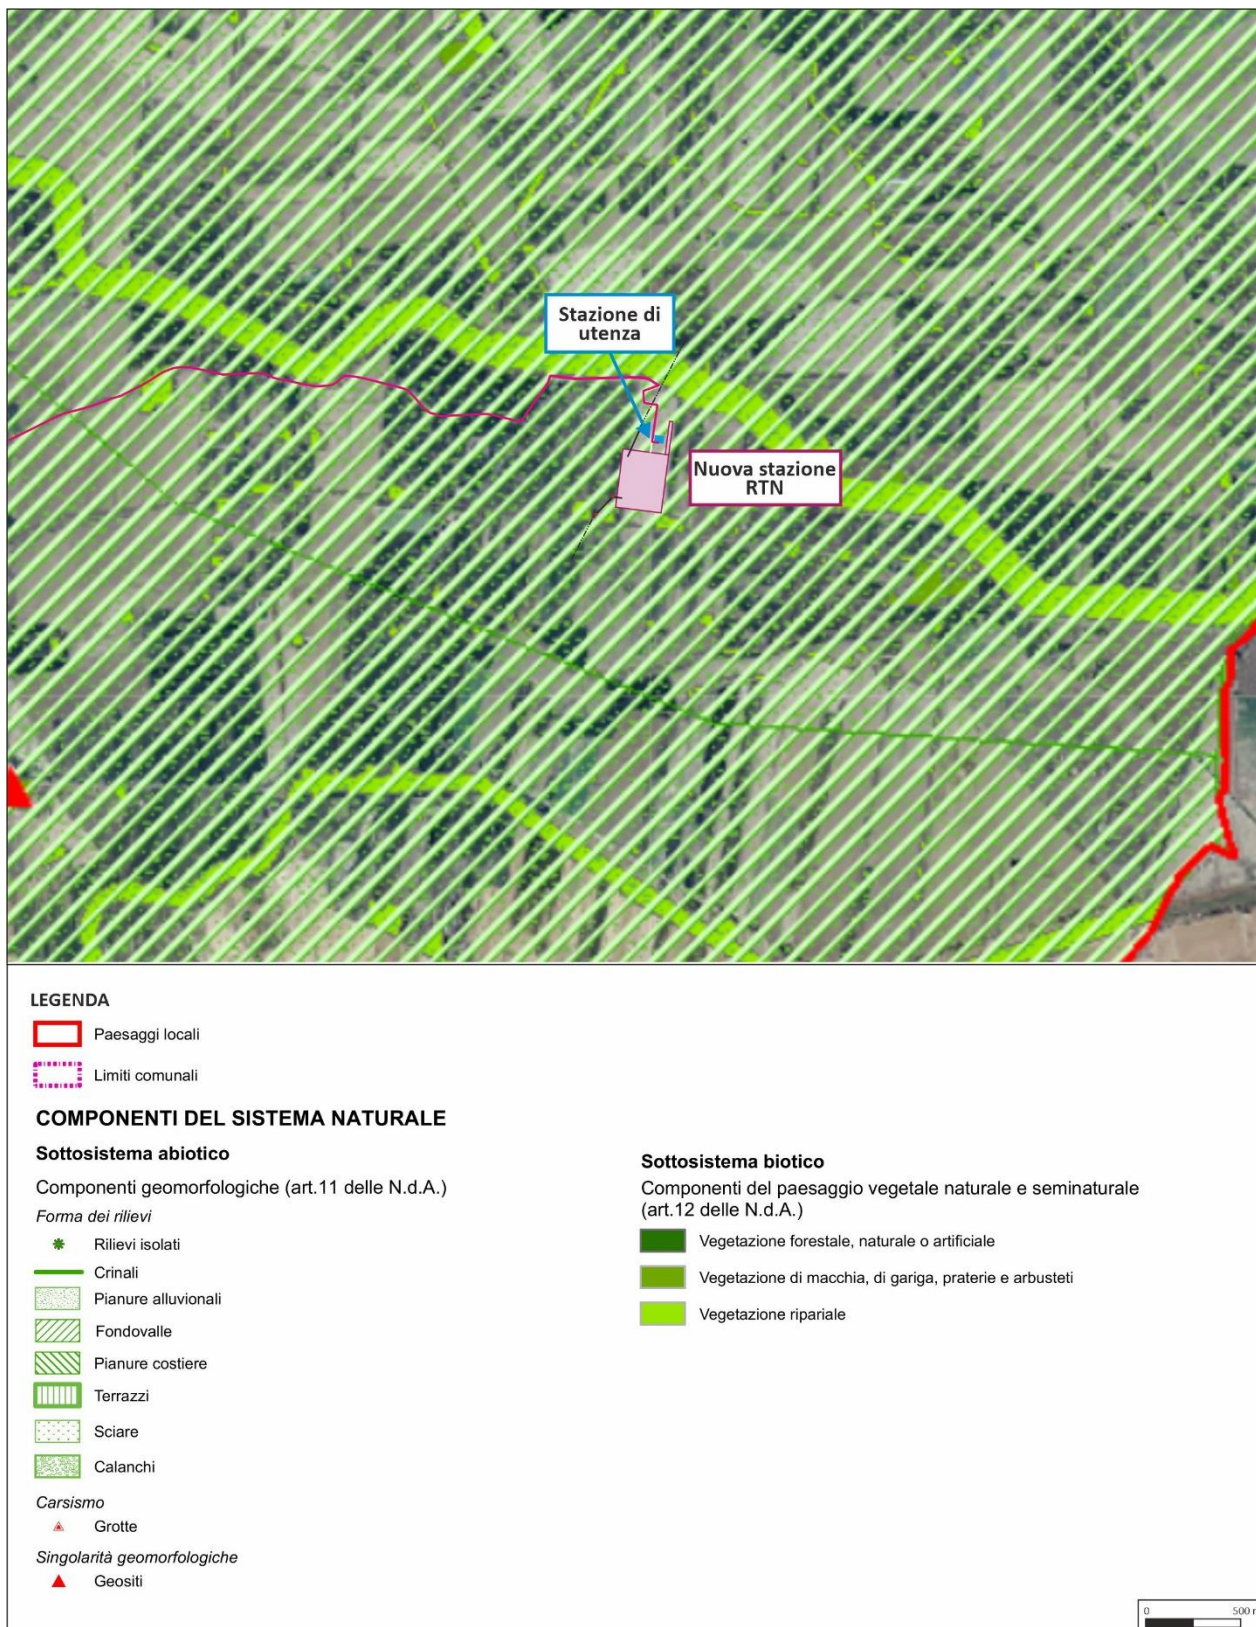 Stazione di
utenza
Nuova stazione
RTN
LEGENDA
Paesaggi locali
Limiti comunali
COMPONENTI DEL SISTEMA NATURALE
Sottosistema abiotico
Componenti geomorfologiche (art.11 delle N.d.A.)
Forma dei rilievi
Rilievi isolati
Crinali
Pianure alluvionali
Fondovalle
Pianure costiere
Terrazzi
Sciare
Calanchi
Carsismo
Grotte
Singolarità geomorfologiche
Geositi
Sottosistema biotico
Componenti del paesaggio vegetale naturale e seminaturale
(art.12 delle N.d.A.)
Vegetazione forestale, naturale o artificiale
Vegetazione di macchia, di gariga, praterie e arbusteti
Vegetazione ripariale
0 500